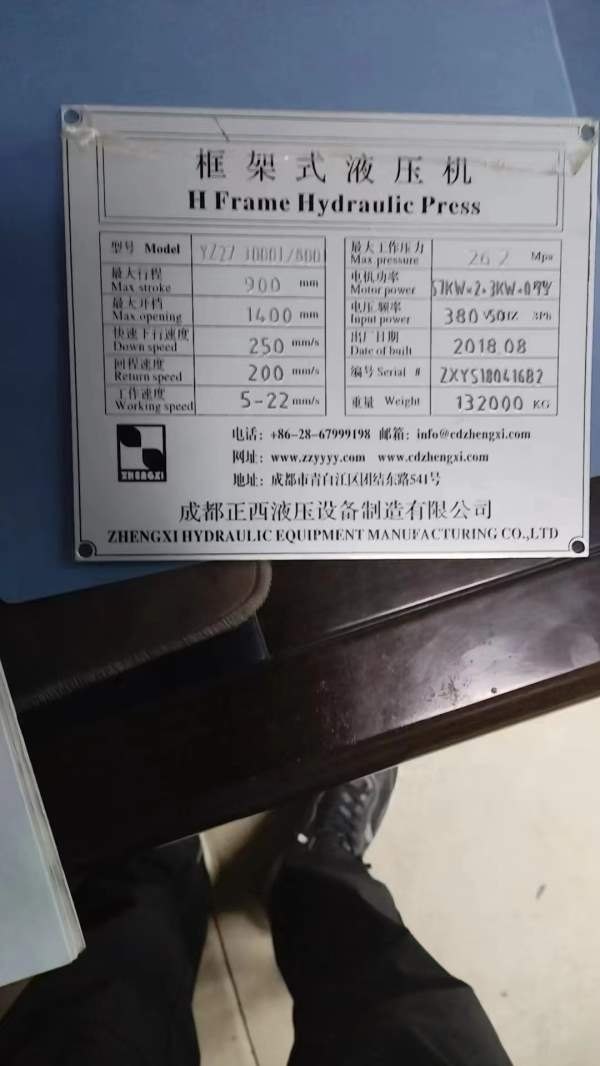 框架式液压机
H Frame Hydraulic Press
型号 Model
最大行程 Max stroke 900 mm
最大开档 Max.opening 1400 mm
快速下行速度 Down speed 250 mm/s
回程速度 Return speed 200 mm/s
工作速度 Working speed 5-22 mm/s
最大工作压力 Max.pressure 26.2 Mpa
电机功率 Motor power
电压.频率 Input power 380 V50HZ 3Ph
出厂日期 Date of built 2018.08
编号 Serial # ZXYS180416B2
重量 Weight 132000 KG
ZHENGXI
电话: +86-28-67999198 邮箱: info@cdzhengxi.com
网址: www.zzyyyy.com www.cdzhengxi.com
地址: 成都市青白江区团结东路541号
成都正西液压设备制造有限公司
ZHENGXI HYDRAULIC EQUIPMENT MANUFACTURING CO.,LTD